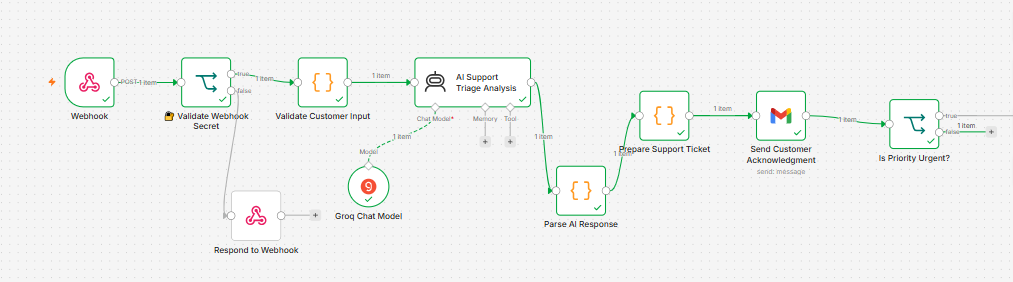 POST 1 item
true
false
1 item
1 item
AI Support
Triage Analysis
Webhook
Validate Webhook
Secret
Validate Customer Input
Chat Model*
Memory
Tool
1 item
Model
Groq Chat Model
Respond to Webhook
1 item
Parse AI Response
1 item
Prepare Support Ticket
1 item
Send Customer
Acknowledgment
send: message
1 item
true
false
1 item
Is Priority Urgent?